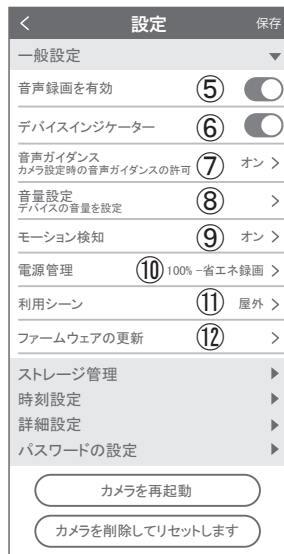 設定 保存
一般設定
音声録画を有効 ⑤
デバイスインジケーター ⑥
音声ガイダンス
カメラ設定時の音声ガイダンスの許可 ⑦ オン
音量設定
デバイスの音量を設定 ⑧
モーション検知 ⑨ オン
電源管理 ⑩ 100% -省エネ録画
利用シーン ⑪ 屋外
ファームウェアの更新 ⑫
ストレージ管理
時刻設定
詳細設定
パスワードの設定
カメラを再起動
カメラを削除してリセットします